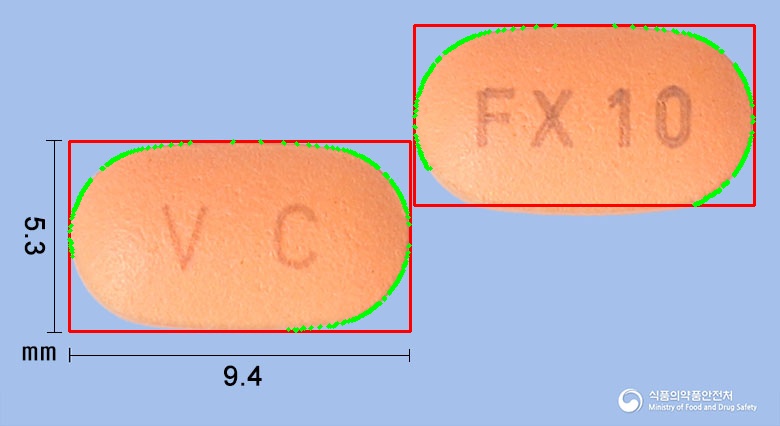 FX 10
V C
5.3
mm
9.4
식품의약품안전처
Ministry of Food and Drug Safety